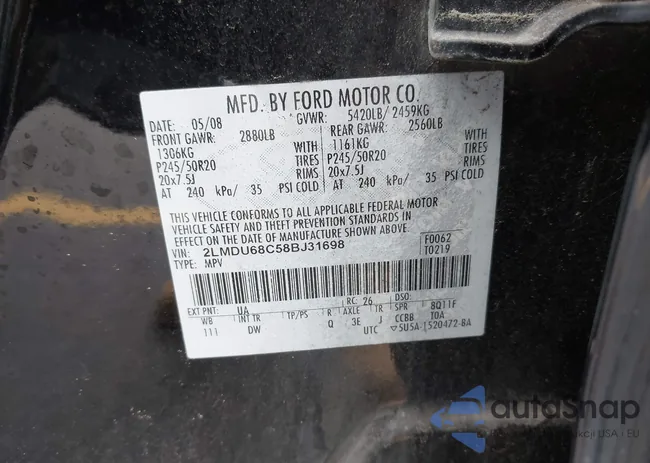 MFD. BY FORD MOTOR CO.
DATE: 05/08 GVWR: 5420LB/ 2459KG
FRONT GAWR: 2880LB REAR GAWR: 2560LB
1306KG WITH 1161KG WITH
P245/50R20 TIRES P245/50R20 TIRES
20x7.5J RIMS 20x7.5J RIMS
AT 240 kPa/ 35 PSI COLD AT 240 kPa/ 35 PSI COLD
THIS VEHICLE CONFORMS TO ALL APPLICABLE FEDERAL MOTOR
VEHICLE SAFETY AND THEFT PREVENTION STANDARDS IN
EFFECT ON THE DATE OF MANUFACTURE SHOWN ABOVE.
VIN: 2LMDU68C58BJ31698 F0062
TYPE: MPV T0219
EXT PNT: UA RC: 26 DSO:
WB INT TR TP/PS R AXLE TR SPR 8Q11F
111 DW Q 3E J CCBB T0A
UTC ▽5U5A-1520472-BA
autosnap
USA i EU